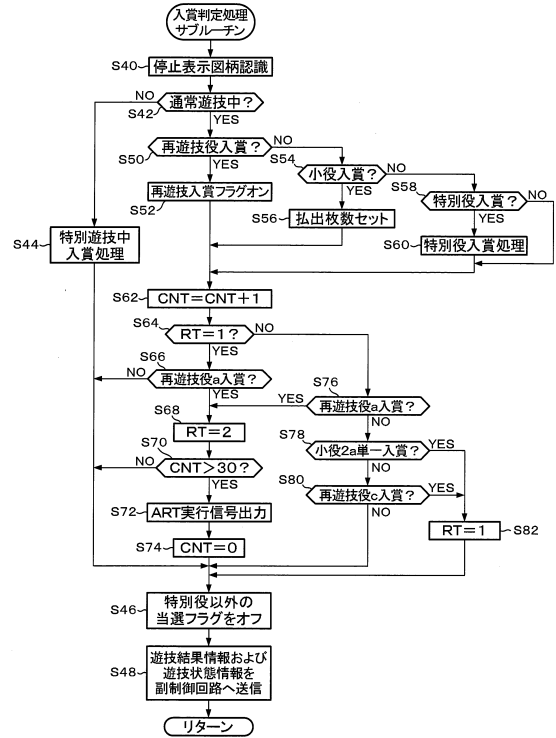 入賞判定処理
サブルーチン
S40
停止表示図柄認識
NO
通常遊技中？
S42
YES
再遊技役入賞？
NO
S50
YES
S54
小役入賞？
NO
再遊技入賞フラグオン
S52
YES
S58
特別役入賞？
NO
S56
払出枚数セット
YES
S44
特別遊技中
入賞処理
S60
特別役入賞処理
S62
CNT=CNT+1
S64
RT=1？
NO
YES
S66
NO
再遊技役a入賞？
YES
S76
YES
再遊技役a入賞？
NO
S68
RT=2
S78
小役2a単一入賞？
YES
NO
S70
NO
CNT>30？
YES
S80
再遊技役c入賞？
YES
NO
S72
ART実行信号出力
RT=1
S82
S74
CNT=0
S46
特別役以外の
当選フラグをオフ
S48
遊技結果情報および
遊技状態情報を
副制御回路へ送信
リターン